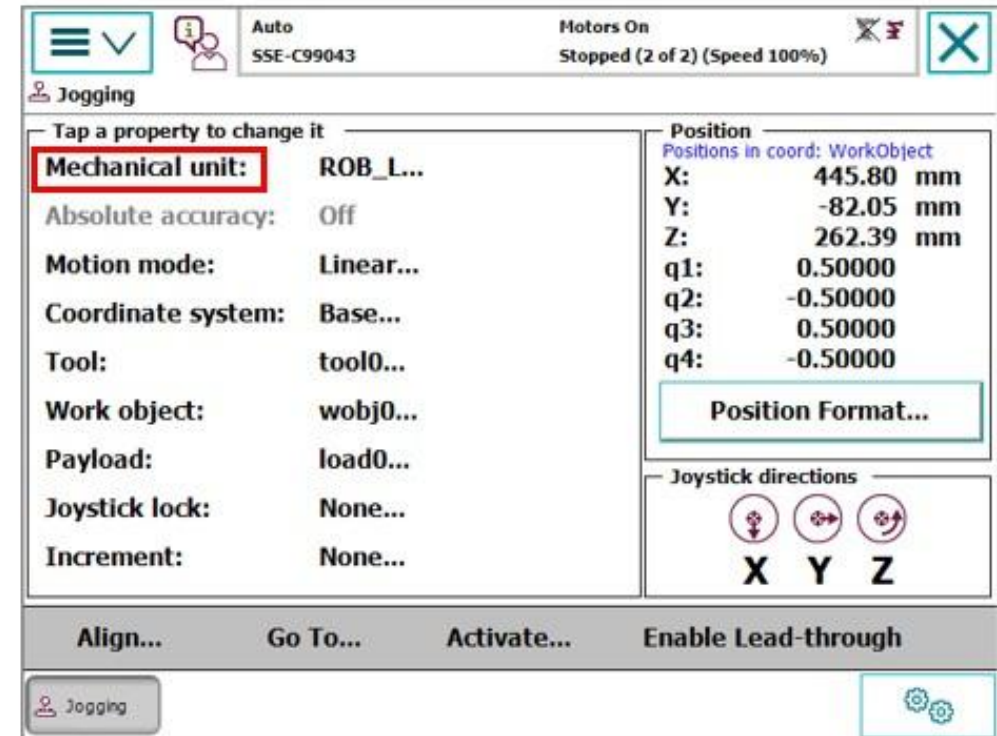 Auto
Motors On
SSE-C99043
Stopped (2 of 2) (Speed 100%)
Jogging
Tap a property to change it
Mechanical unit: ROB_L...
Absolute accuracy: Off
Motion mode: Linear...
Coordinate system: Base...
Tool: tool0...
Work object: wobj0...
Payload: load0...
Joystick lock: None...
Increment: None...
Position
Positions in coord: WorkObject
X: 445.80 mm
Y: -82.05 mm
Z: 262.39 mm
q1: 0.50000
q2: -0.50000
q3: 0.50000
q4: -0.50000
Position Format...
Joystick directions
X Y Z
Align... Go To... Activate... Enable Lead-through
Jogging